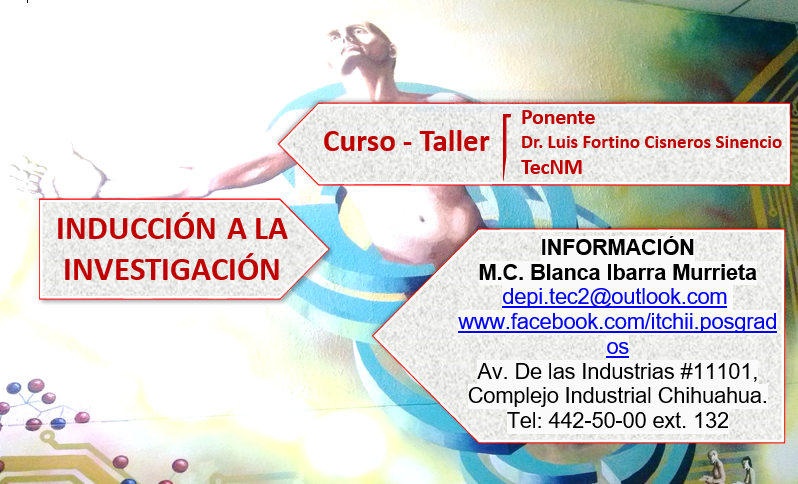 Curso - Taller
Ponente
Dr. Luis Fortino Cisneros Sinencio
TecNM
INDUCCIÓN A LA
INVESTIGACIÓN
INFORMACIÓN
M.C. Blanca Ibarra Murrieta
depi.tec2@outlook.com
www.facebook.com/itchii.posgrad
os
Av. De las Industrias #11101,
Complejo Industrial Chihuahua.
Tel: 442-50-00 ext. 132